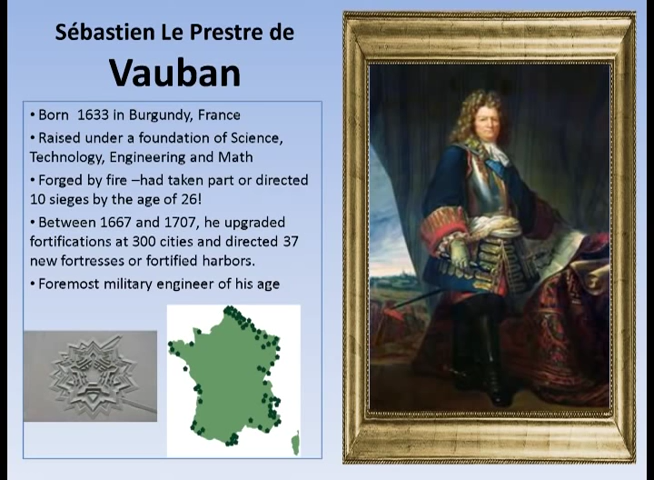 Sébastien Le Prestre de
Vauban
• Born  1633 in Burgundy, France
• Raised under a foundation of Science,
Technology, Engineering and Math
• Forged by fire –had taken part or directed
10 sieges by the age of 26!
• Between 1667 and 1707, he upgraded
fortifications at 300 cities and directed 37
new fortresses or fortified harbors.
• Foremost military engineer of his age